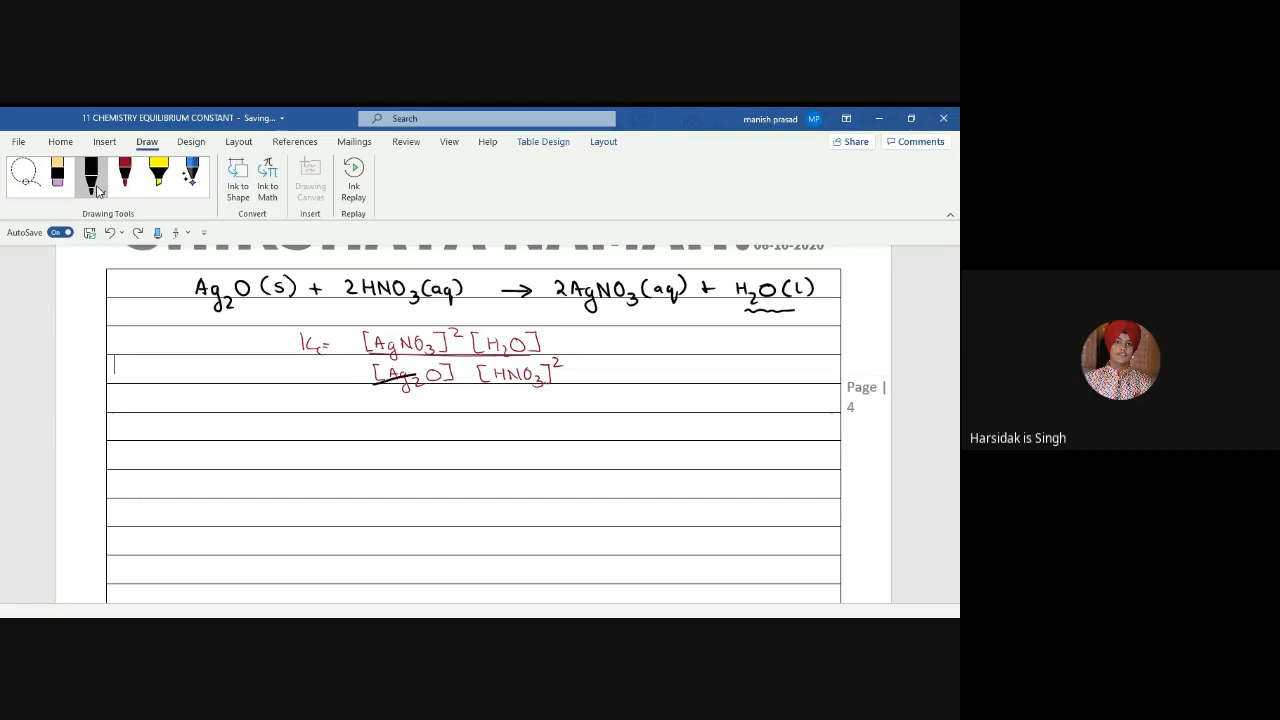 11 CHEMISTRY EQUILIBRIUM CONSTANT - Saving...
Search
manish prasad MP
File Home Insert Draw Design Layout References Mailings Review View Help Table Design Layout Share Comments
Ink to Shape
Ink to Math
Drawing Canvas
Ink Replay
Drawing Tools Convert Insert Replay
AutoSave On
08-10-2020
Ag₂O(s) + 2HNO₃(aq) → 2AgNO₃(aq) + H₂O(l)
Kc= [AgNO₃]² [H₂O]
[Ag₂O] [HNO₃]²
Page |
4
Harsidak is Singh